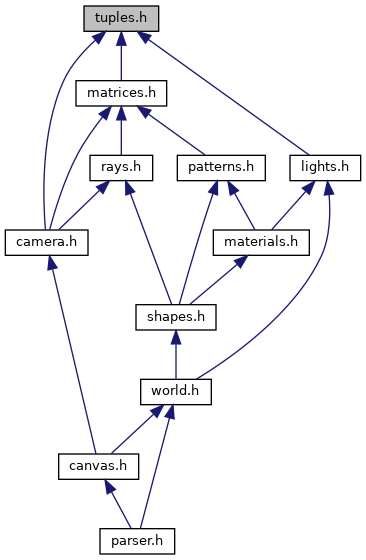 tuples.h
matrices.h
rays.h
patterns.h
lights.h
camera.h
materials.h
shapes.h
world.h
canvas.h
parser.h